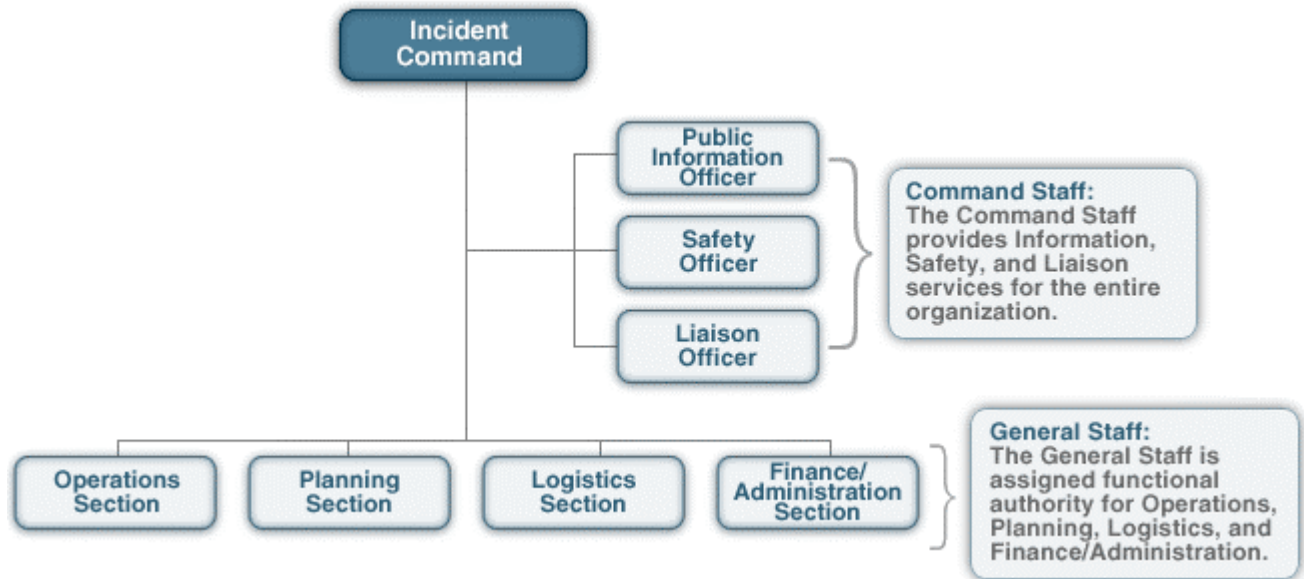 Incident
Command
Public
Information
Officer
Safety
Officer
Liaison
Officer
Command Staff:
The Command Staff
provides Information,
Safety, and Liaison
services for the entire
organization.
Operations
Section
Planning
Section
Logistics
Section
Finance/
Administration
Section
General Staff:
The General Staff is
assigned functional
authority for Operations,
Planning, Logistics, and
Finance/Administration.